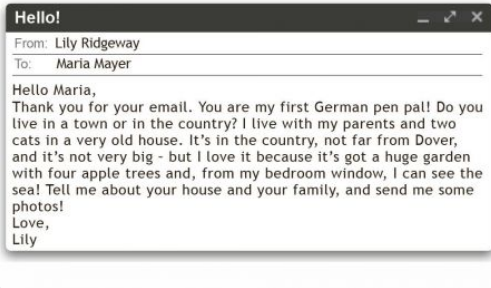 Hello!
From: Lily Ridgeway
To: Maria Mayer
Hello Maria,
Thank you for your email. You are my first German pen pal! Do you
live in a town or in the country? I live with my parents and two
cats in a very old house. It's in the country, not far from Dover,
and it's not very big – but I love it because it's got a huge garden
with four apple trees and, from my bedroom window, I can see the
sea! Tell me about your house and your family, and send me some
photos!
Love,
Lily